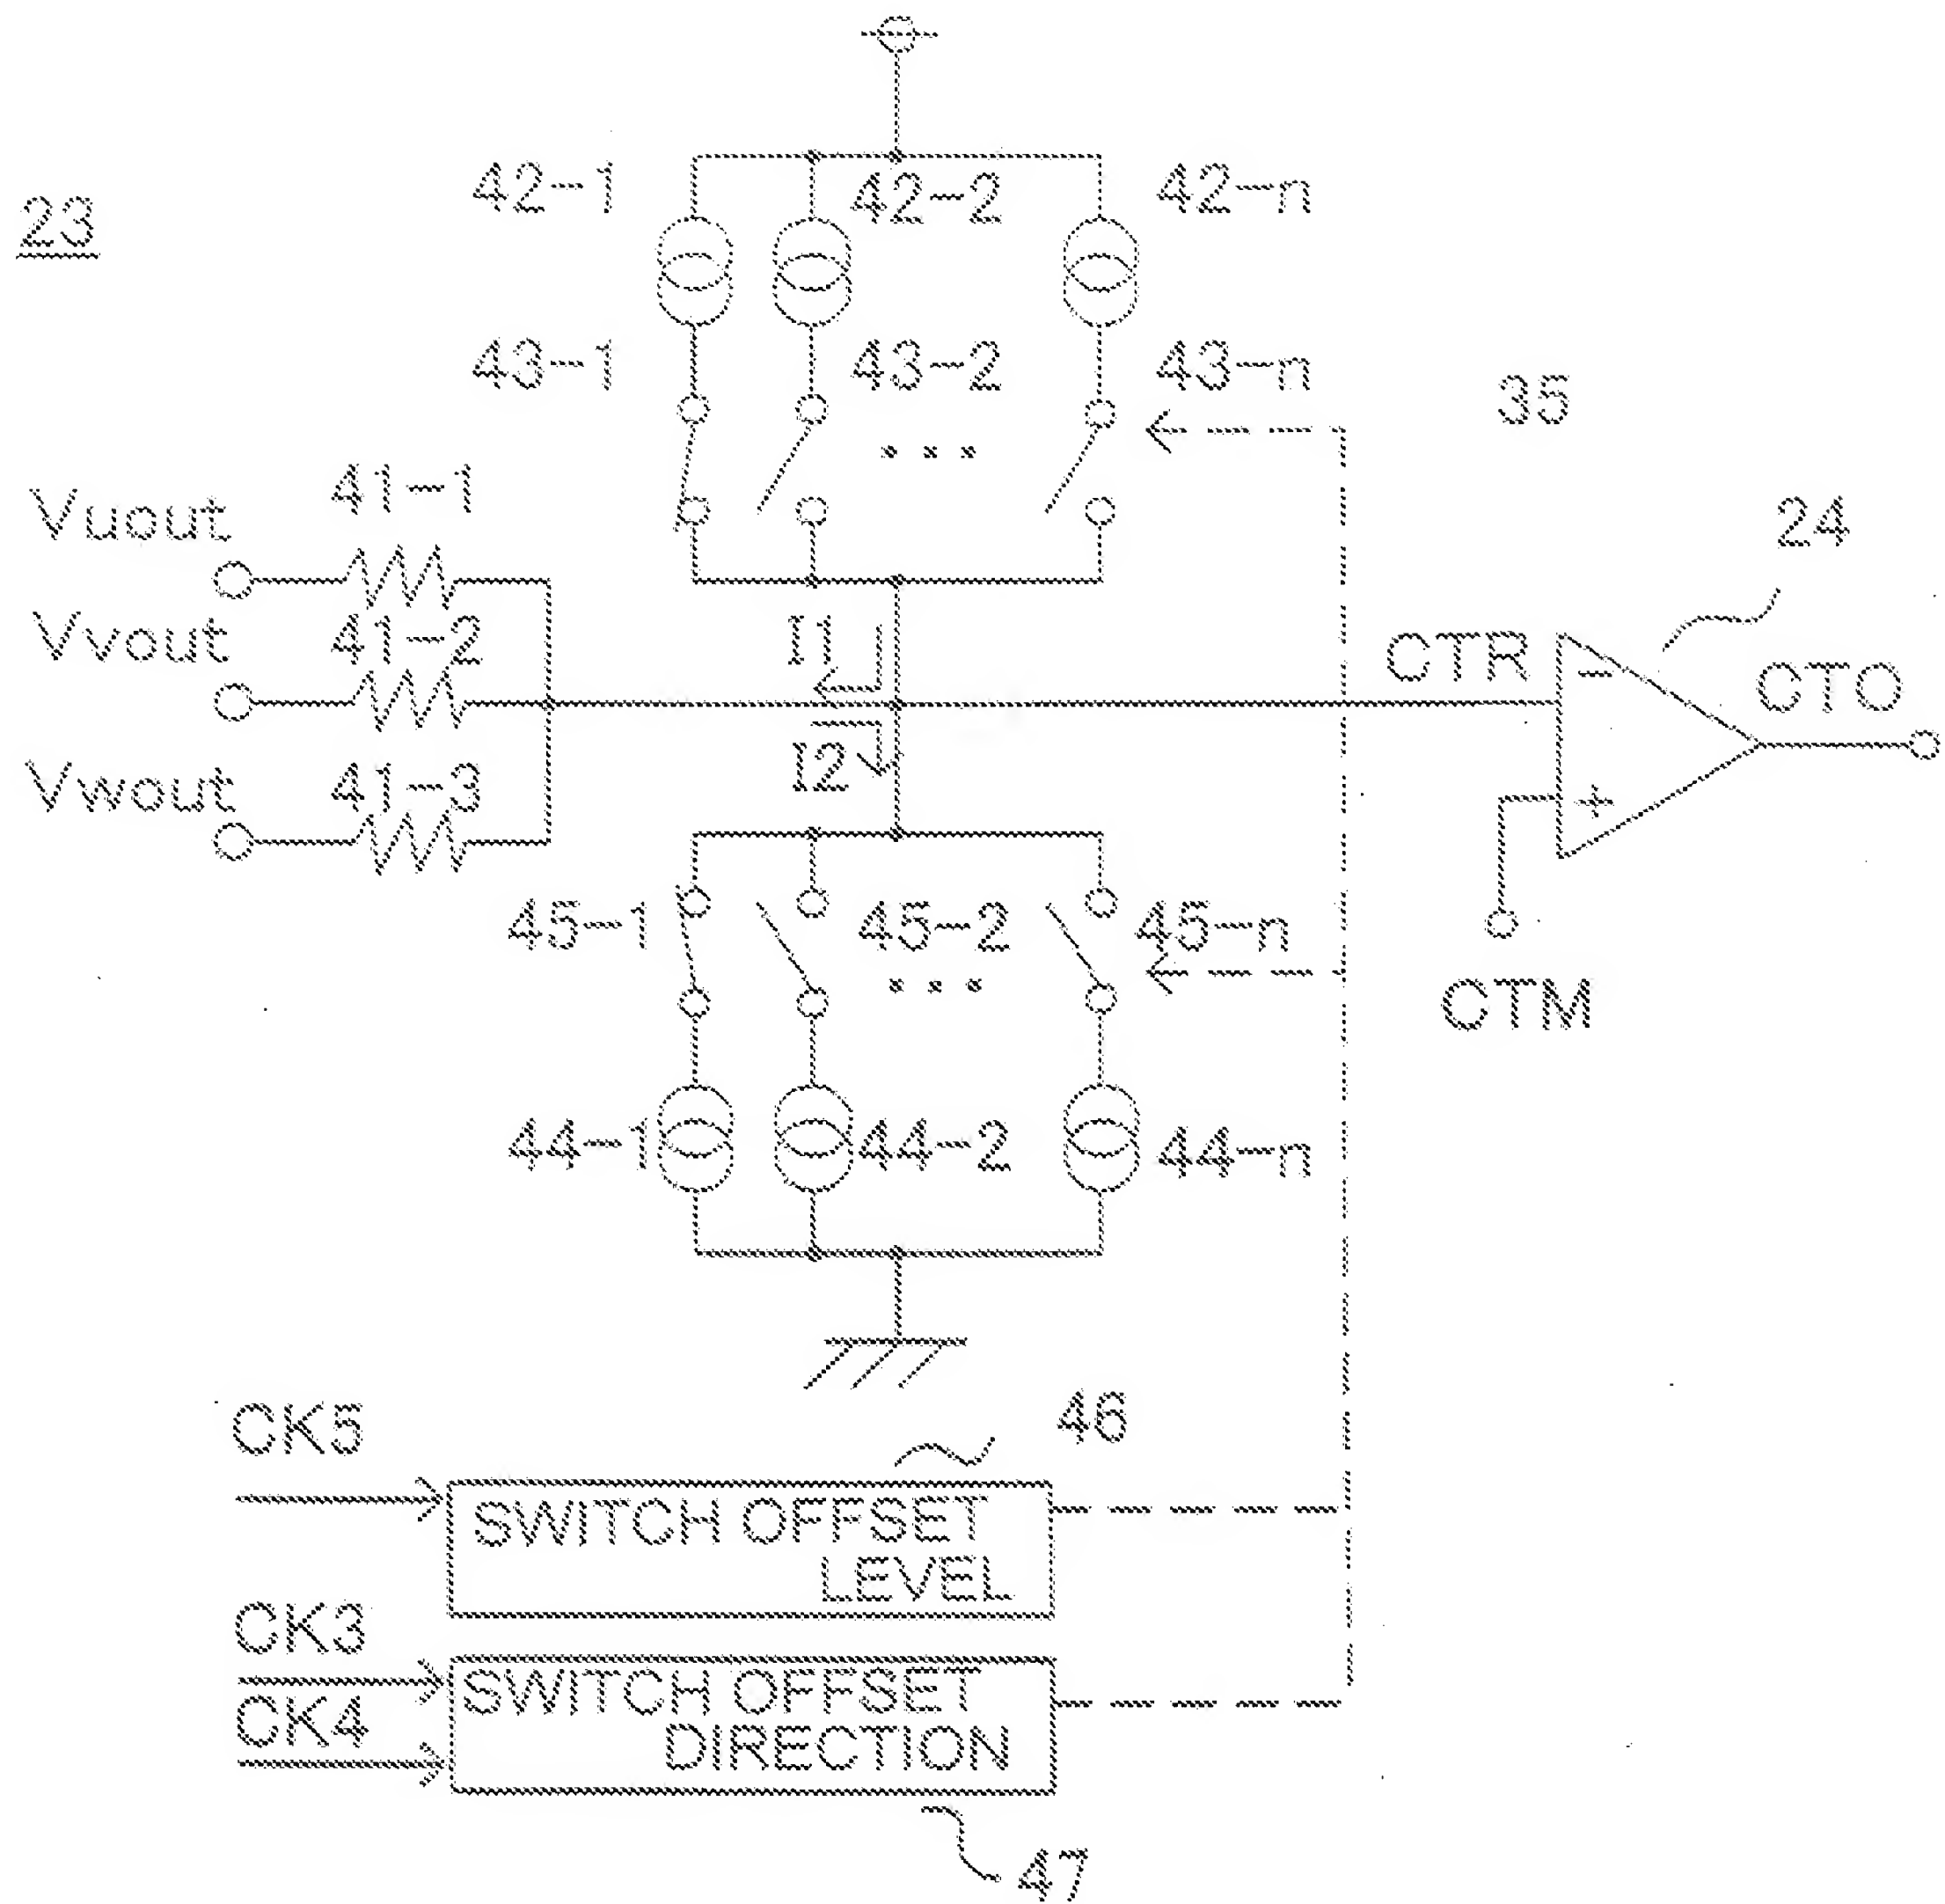 23
42-1
42-2
42-n
43-1
43-2
43-n
35
Vuout
41-1
Vvout
41-2
Vwout
41-3
I1
I2
CTR
24
CTO
-
+
CTM
45-1
45-2
45-n
44-1
44-2
44-n
CK5
46
SWITCH OFFSET
LEVEL
CK3
CK4
SWITCH OFFSET
DIRECTION
47